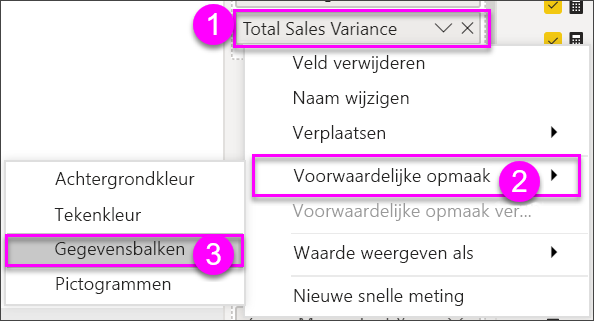 1
Total Sales Variance
Veld verwijderen
Naam wijzigen
Verplaatsen
Voorwaardelijke opmaak
2
Voorwaardelijke opmaak ver...
Waarde weergeven als
Nieuwe snelle meting
Achtergrondkleur
Tekenkleur
Gegevensbalken
3
Pictogrammen